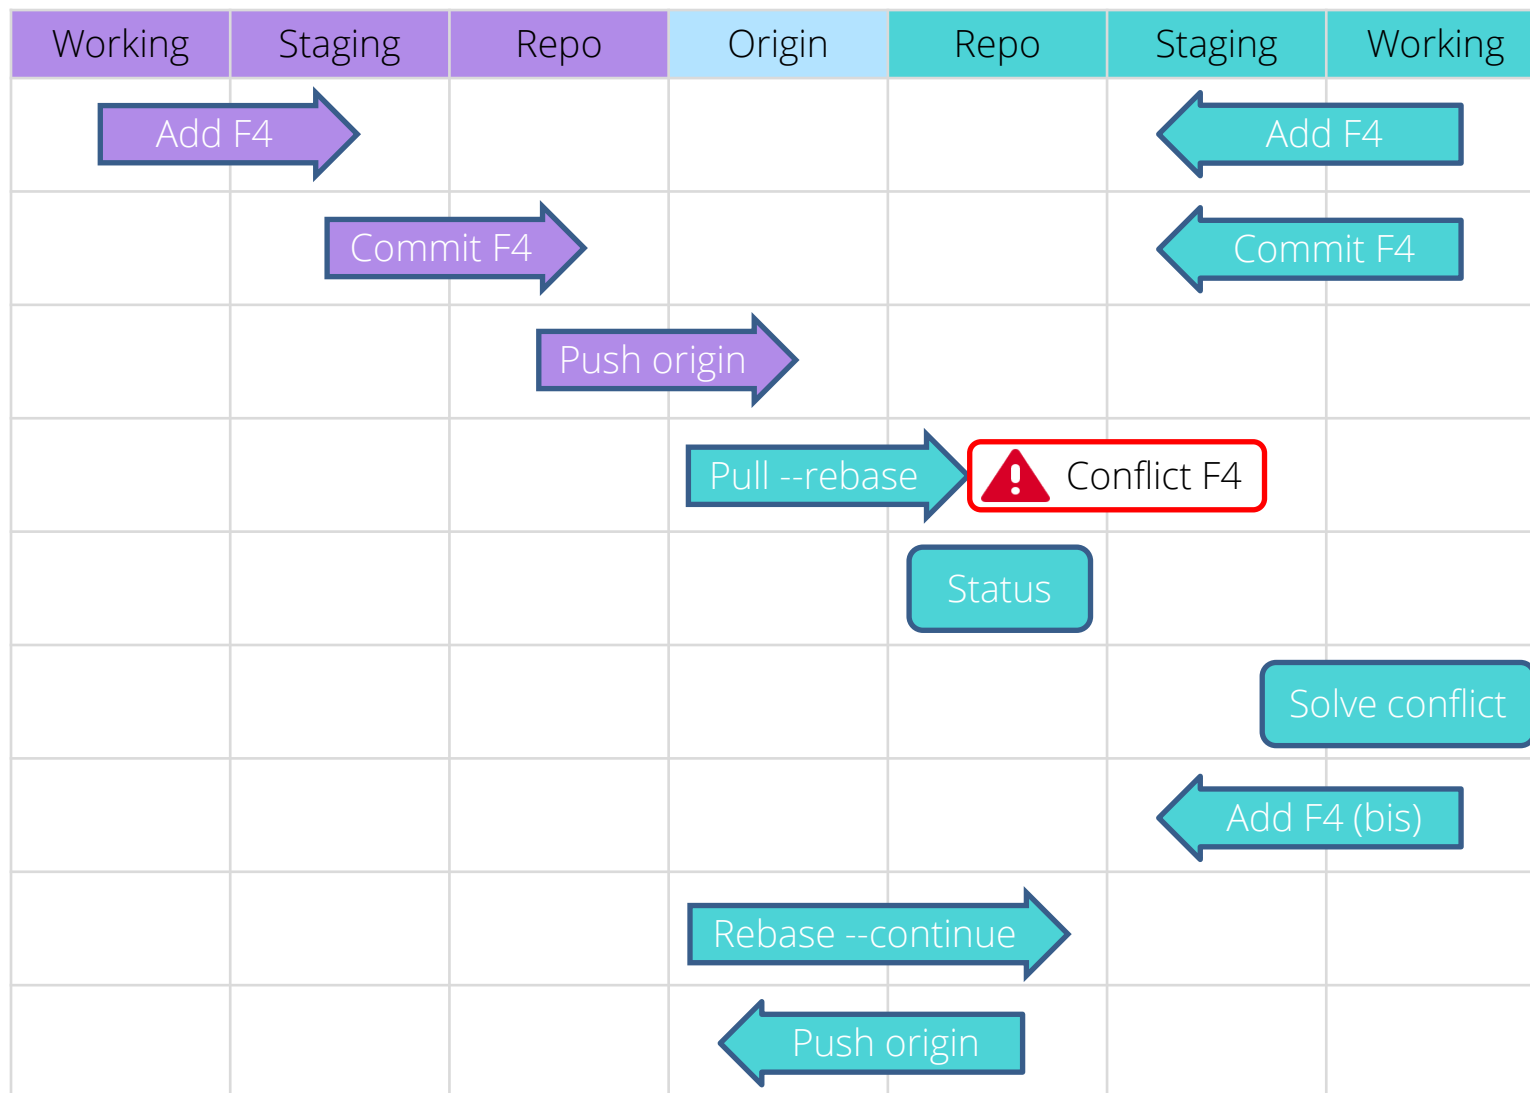 Working Staging Repo Origin Repo Staging Working
Add F4 Add F4
Commit F4 Commit F4
Push origin
Pull --rebase Conflict F4
Status
Solve conflict
Add F4 (bis)
Rebase --continue
Push origin